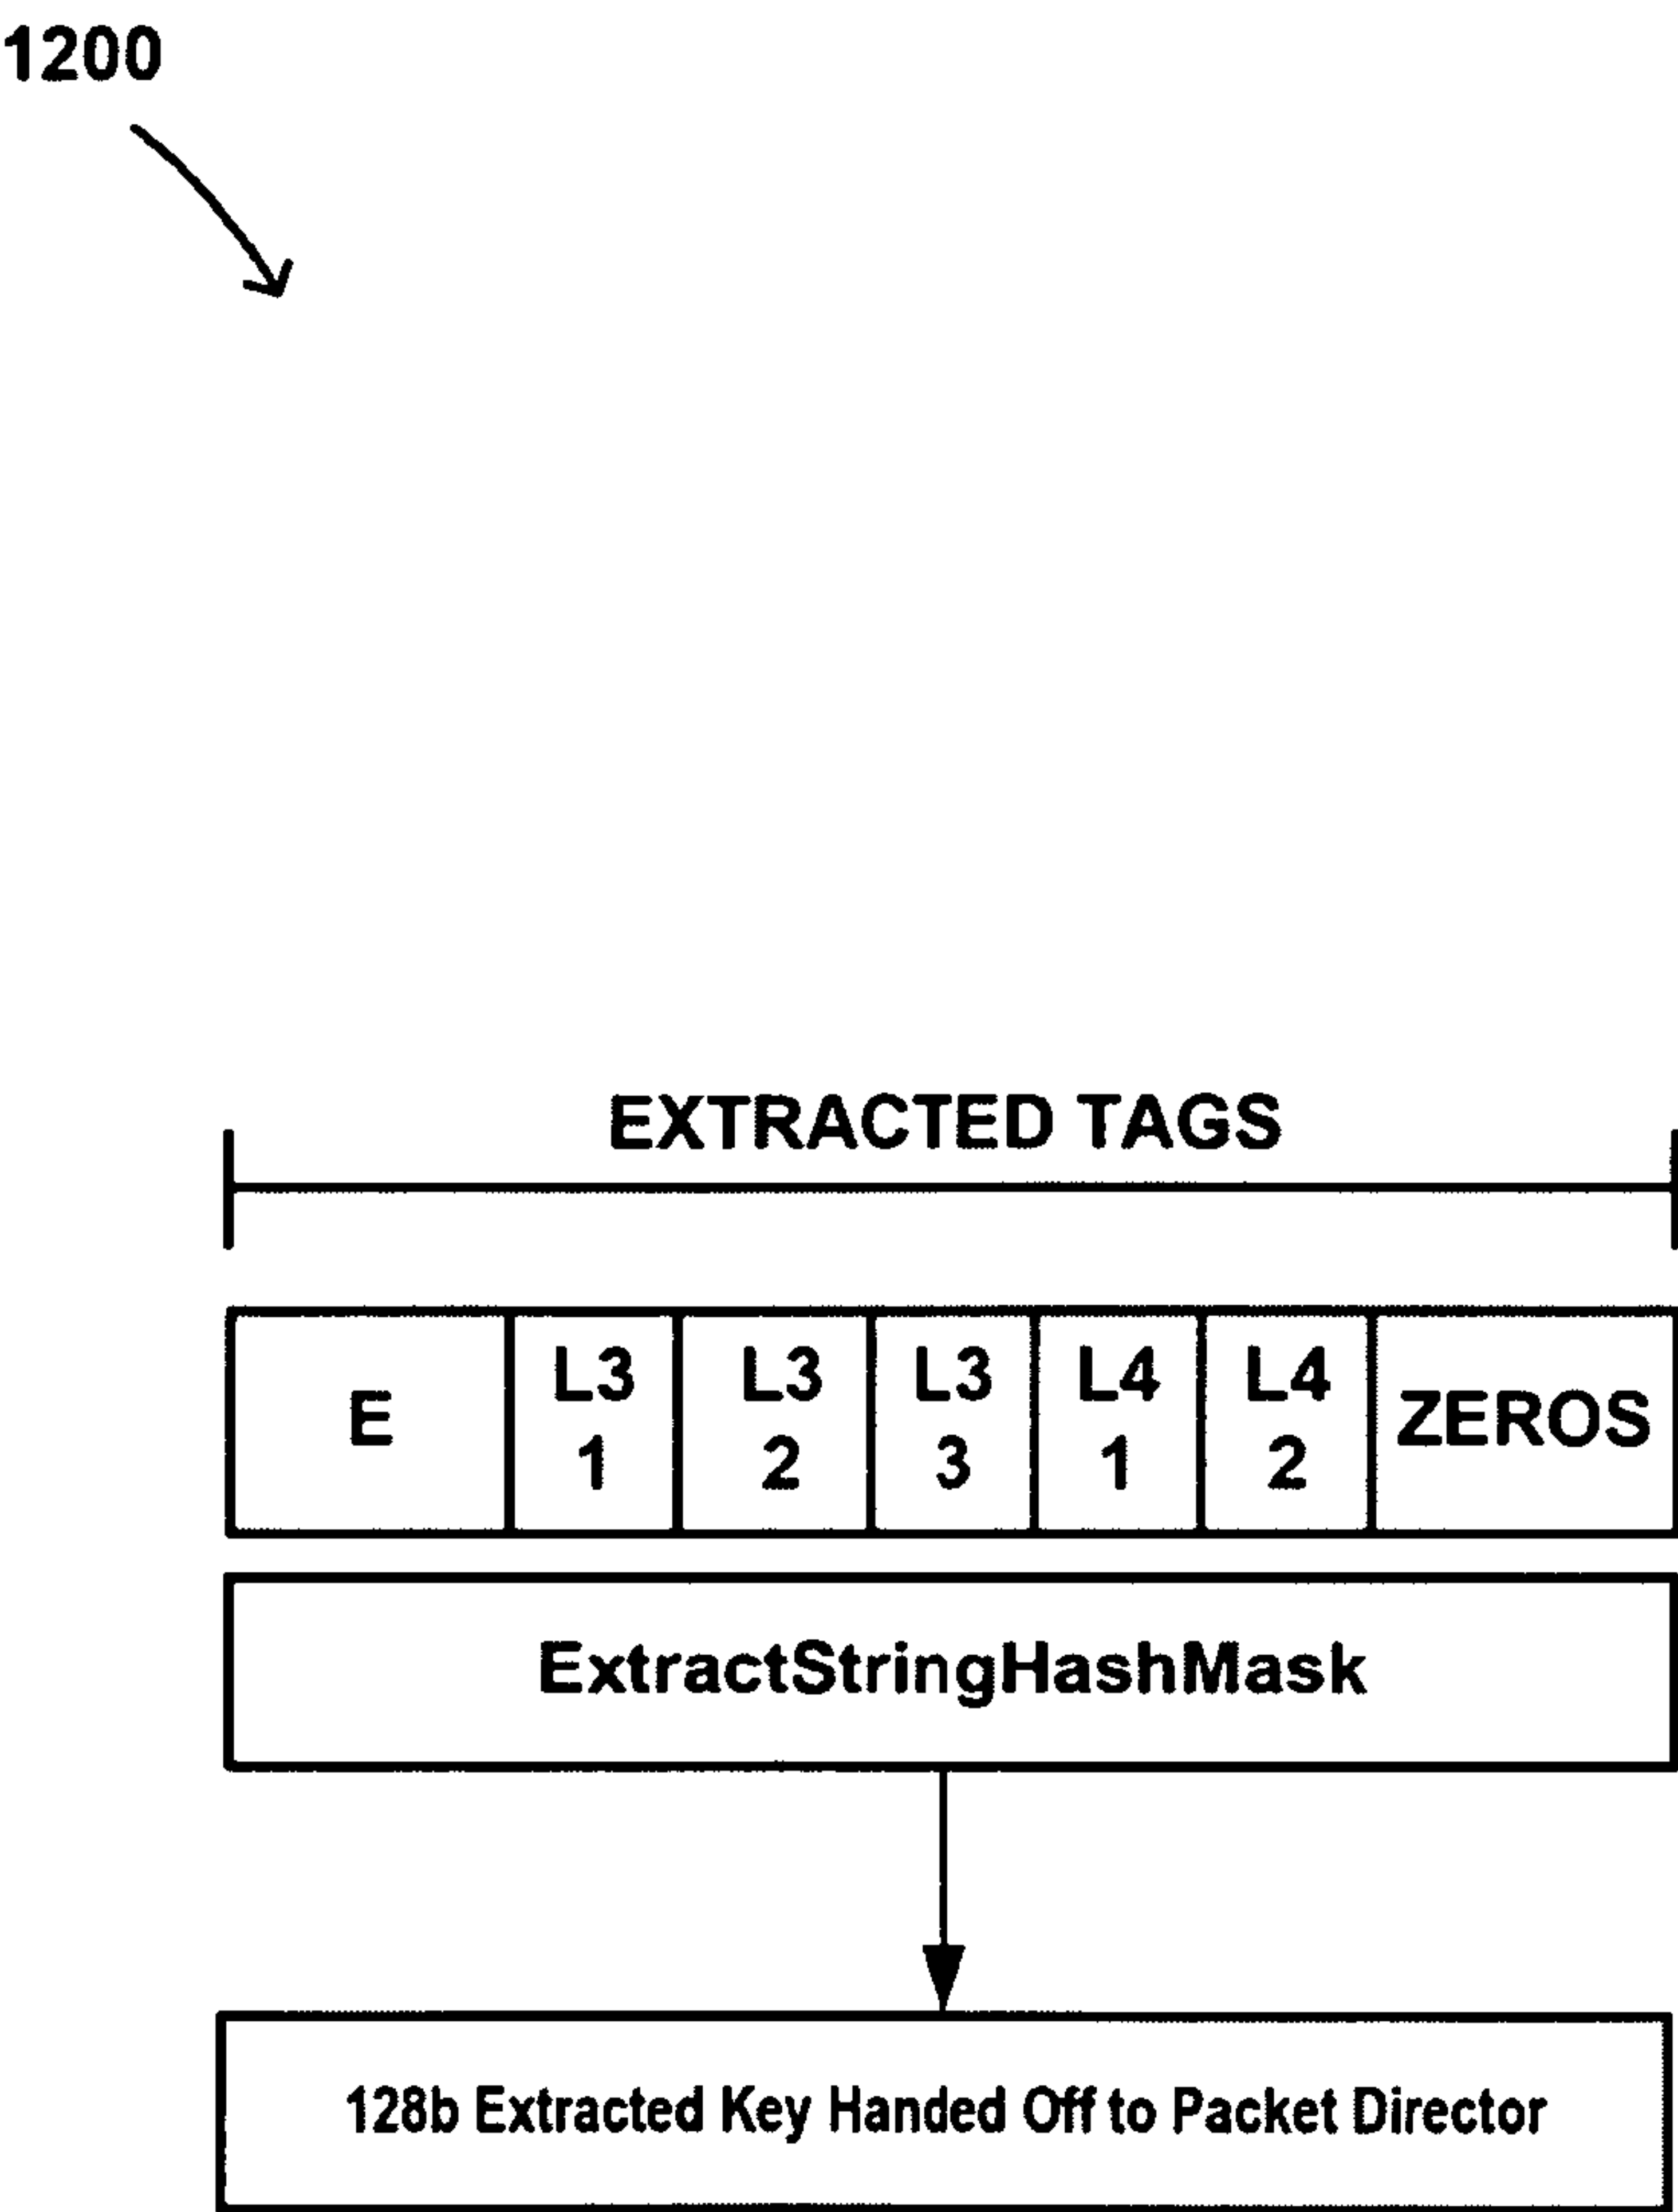 1200
EXTRACTED TAGS
E L3 1 L3 2 L3 3 L4 1 L4 2 ZEROS
ExtractStringHashMask
128b Extracted Key Handed Off to Packet Director